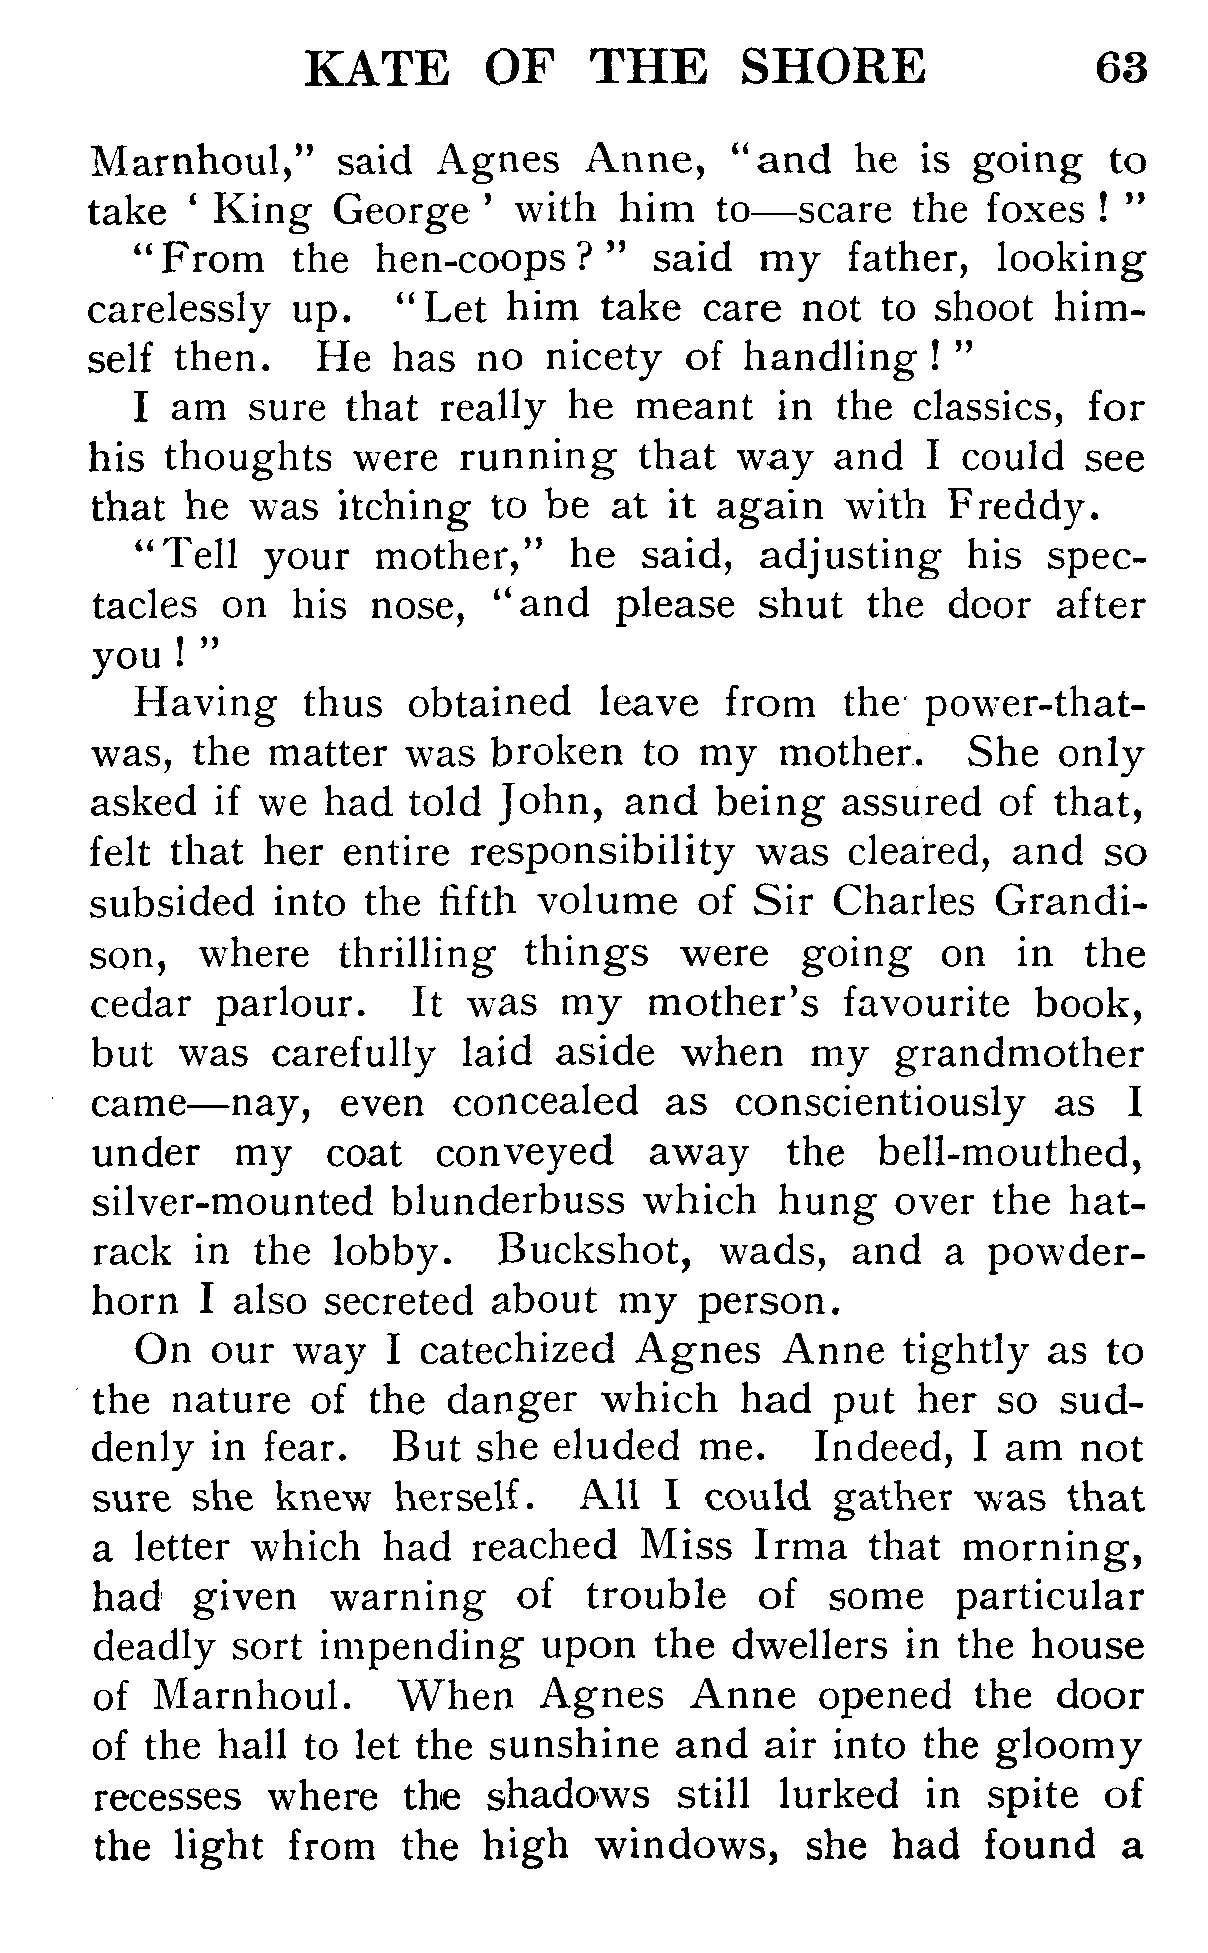 KATE OF THE SHORE 63
Marnhoul," said Agnes Anne, "and he is going to
take ' King George ' with him to—scare the foxes ! "
"From the hen-coops ? " said my father, looking
carelessly up. "Let him take care not to shoot him-
self then. He has no nicety of handling ! "
I am sure that really he meant in the classics, for
his thoughts were running that way and I could see
that he was itching to be at it again with Freddy.
"Tell your mother," he said, adjusting his spec-
tacles on his nose, "and please shut the door after
you ! "
Having thus obtained leave from the power-that-
was, the matter was broken to my mother. She only
asked if we had told John, and being assured of that,
felt that her entire responsibility was cleared, and so
subsided into the fifth volume of Sir Charles Grandi-
son, where thrilling things were going on in the
cedar parlour. It was my mother's favourite book,
but was carefully laid aside when my grandmother
came—nay, even concealed as conscientiously as I
under my coat conveyed away the bell-mouthed,
silver-mounted blunderbuss which hung over the hat-
rack in the lobby. Buckshot, wads, and a powder-
horn I also secreted about my person.
On our way I catechized Agnes Anne tightly as to
the nature of the danger which had put her so sud-
denly in fear. But she eluded me. Indeed, I am not
sure she knew herself. All I could gather was that
a letter which had reached Miss Irma that morning,
had given warning of trouble of some particular
deadly sort impending upon the dwellers in the house
of Marnhoul. When Agnes Anne opened the door
of the hall to let the sunshine and air into the gloomy
recesses where the shadows still lurked in spite of
the light from the high windows, she had found a